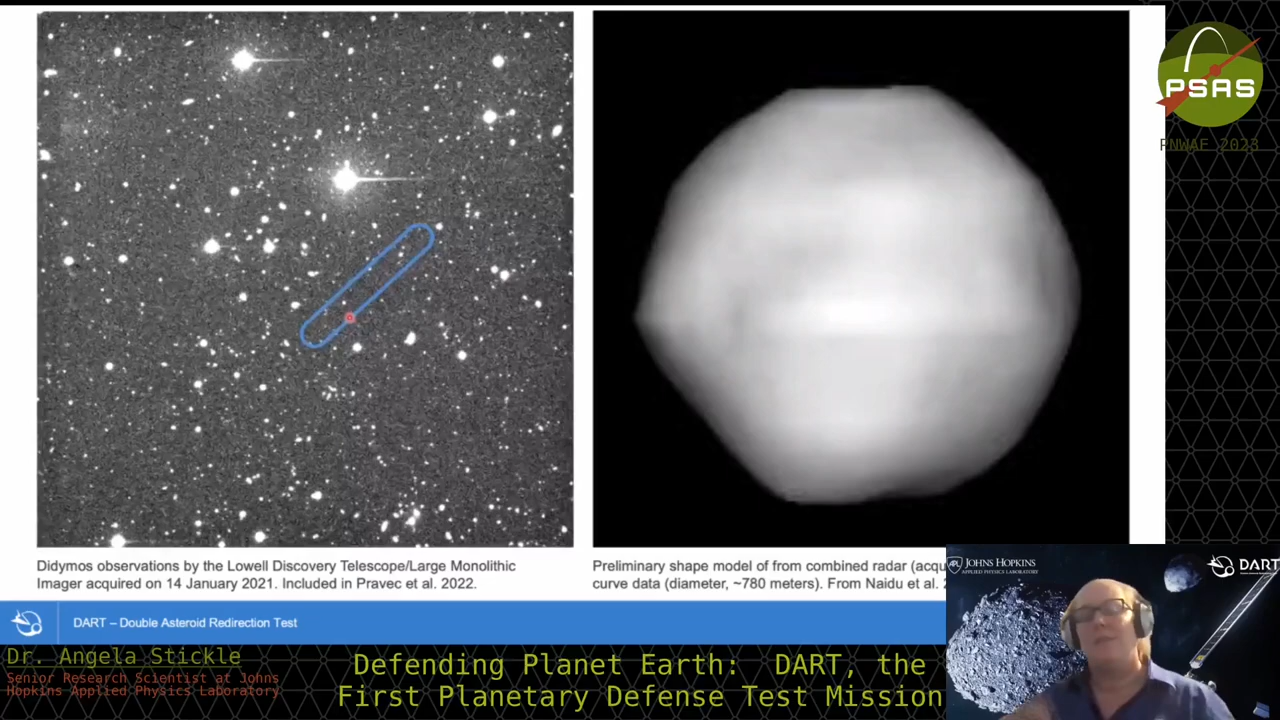 PSAS
PNWAF 2023
Didymos observations by the Lowell Discovery Telescope/Large Monolithic
Imager acquired on 14 January 2021. Included in Pravec et al. 2022.
Preliminary shape model of from combined radar (acqu
curve data (diameter, ~780 meters). From Naidu et al. 2
JOHNS HOPKINS
APPLIED PHYSICS LABORATORY
DART
DART – Double Asteroid Redirection Test
Dr. Angela Stickle
Senior Research Scientist at Johns
Hopkins Applied Physics Laboratory
Defending Planet Earth: DART, the
First Planetary Defense Test Mission